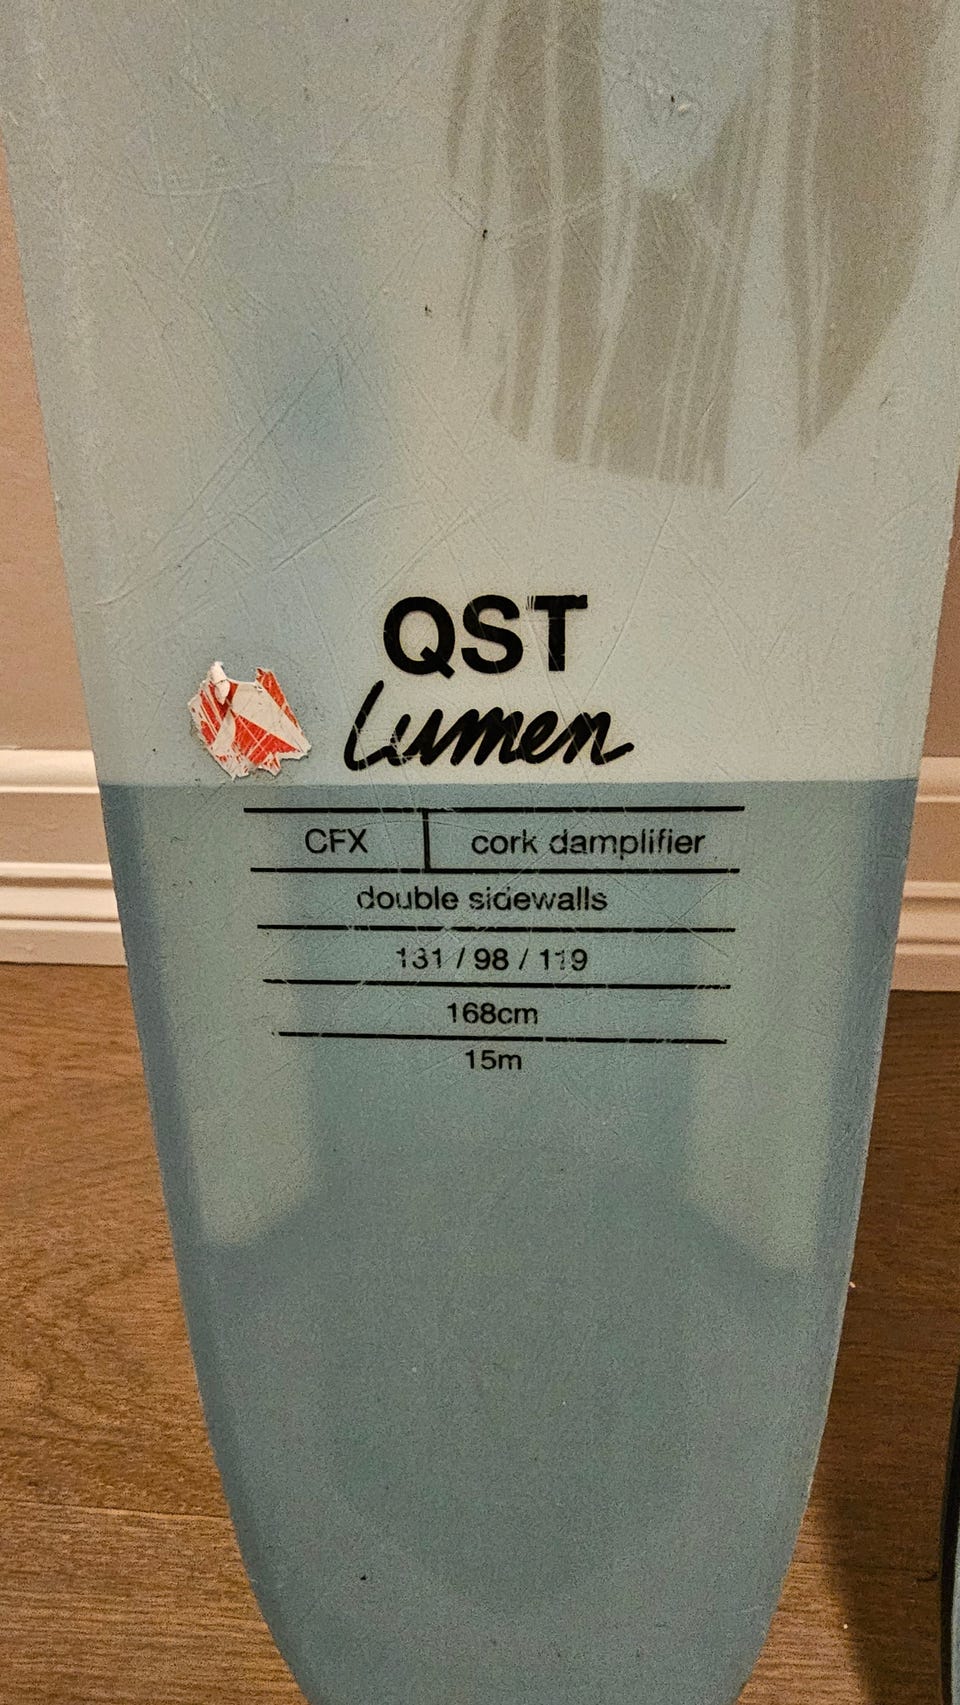 QST
Lumen
CFX cork damplifier
double sidewalls
131 / 98 / 119
168cm
15m